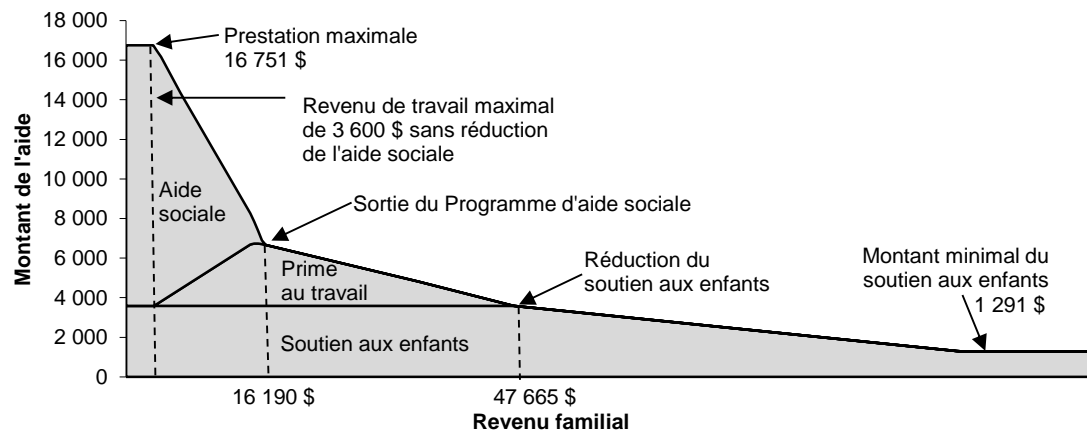 18 000
16 000
14 000
12 000
10 000
8 000
6 000
4 000
2 000
0
Montant de l'aide
Prestation maximale
16 751 $
Revenu de travail maximal
de 3 600 $ sans réduction
de l'aide sociale
Aide
sociale
Sortie du Programme d'aide sociale
Prime
au travail
Réduction du
soutien aux enfants
Montant minimal du
soutien aux enfants
1 291 $
Soutien aux enfants
16 190 $
47 665 $
Revenu familial